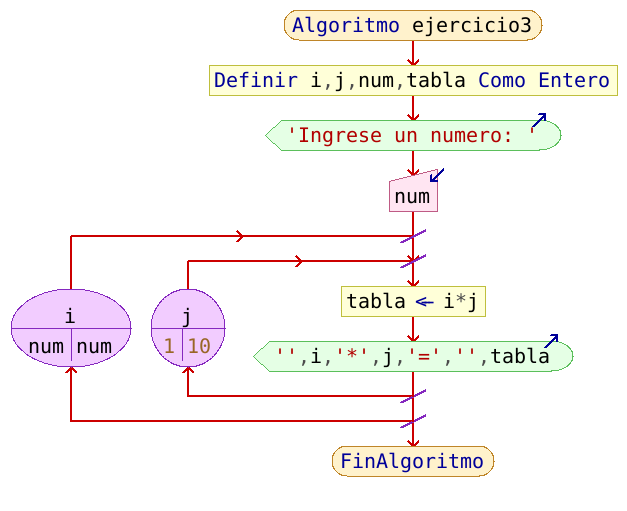 Algoritmo ejercicio3
Definir i,j,num,tabla Como Entero
'Ingrese un numero: '
num
i
num num
j
1 10
tabla <- i*j
'',i,'*',j,'=','',tabla
FinAlgoritmo